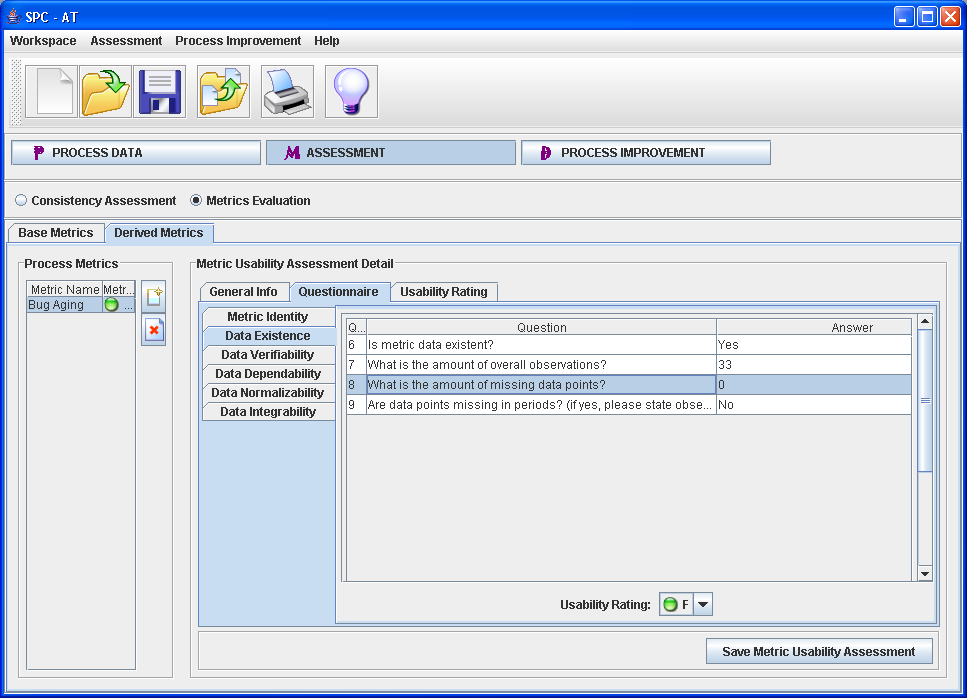 SPC - AT
Workspace Assessment Process Improvement Help
P PROCESS DATA M ASSESSMENT D PROCESS IMPROVEMENT
Consistency Assessment Metrics Evaluation
Base Metrics Derived Metrics
Process Metrics
Metric Name Metr...
Bug Aging ...
Metric Usability Assessment Detail
General Info Questionnaire Usability Rating
Metric Identity
Data Existence
Data Verifiability
Data Dependability
Data Normalizability
Data Integrability
Q... Question Answer
6 Is metric data existent? Yes
7 What is the amount of overall observations? 33
8 What is the amount of missing data points? 0
9 Are data points missing in periods? (if yes, please state obse... No
Usability Rating: F
Save Metric Usability Assessment